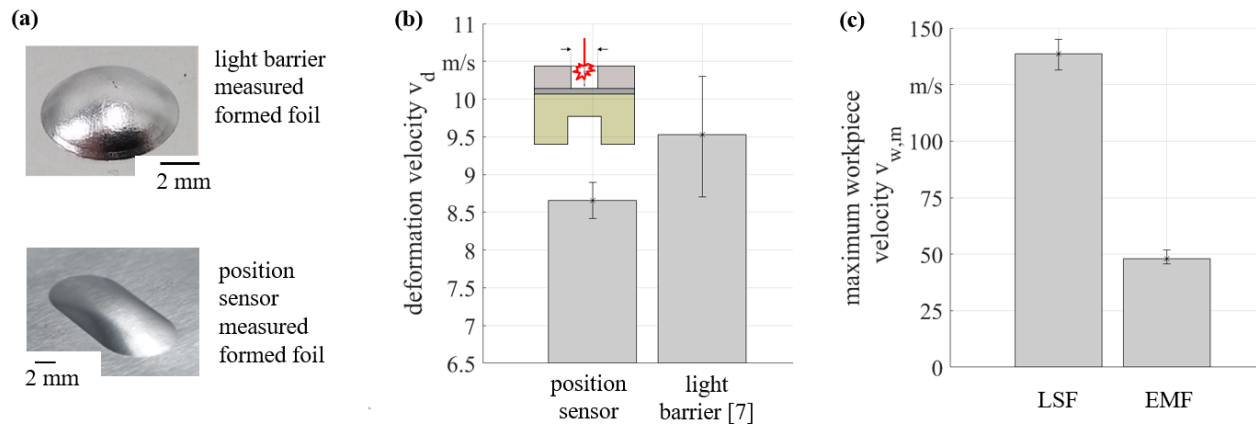 (a)
light barrier
measured
formed foil
2 mm
position
sensor
measured
formed foil
2 mm
(b)
deformation velocity v_d
11
m/s
10
9.5
9
8.5
8
7.5
7
6.5
position
sensor
light
barrier [7]
(c)
maximum workpiece
velocity v_w,m
150
m/s
100
75
50
25
0
LSF
EMF